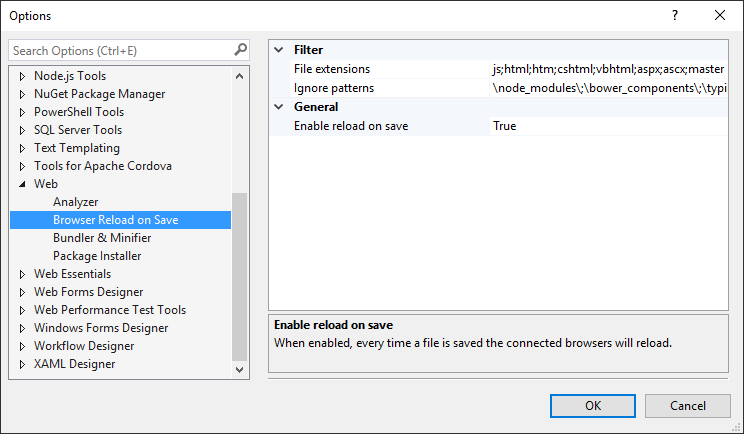 Options
Search Options (Ctrl+E)
Node.js Tools
NuGet Package Manager
PowerShell Tools
SQL Server Tools
Text Templating
Tools for Apache Cordova
Web
Analyzer
Browser Reload on Save
Bundler & Minifier
Package Installer
Web Essentials
Web Forms Designer
Web Performance Test Tools
Windows Forms Designer
Workflow Designer
XAML Designer
Filter
File extensions js;html;htm;cshtml;vbhtml;aspx;ascx;master
Ignore patterns \node_modules\;\bower_components\;\typi
General
Enable reload on save True
Enable reload on save
When enabled, every time a file is saved the connected browsers will reload.
OK Cancel